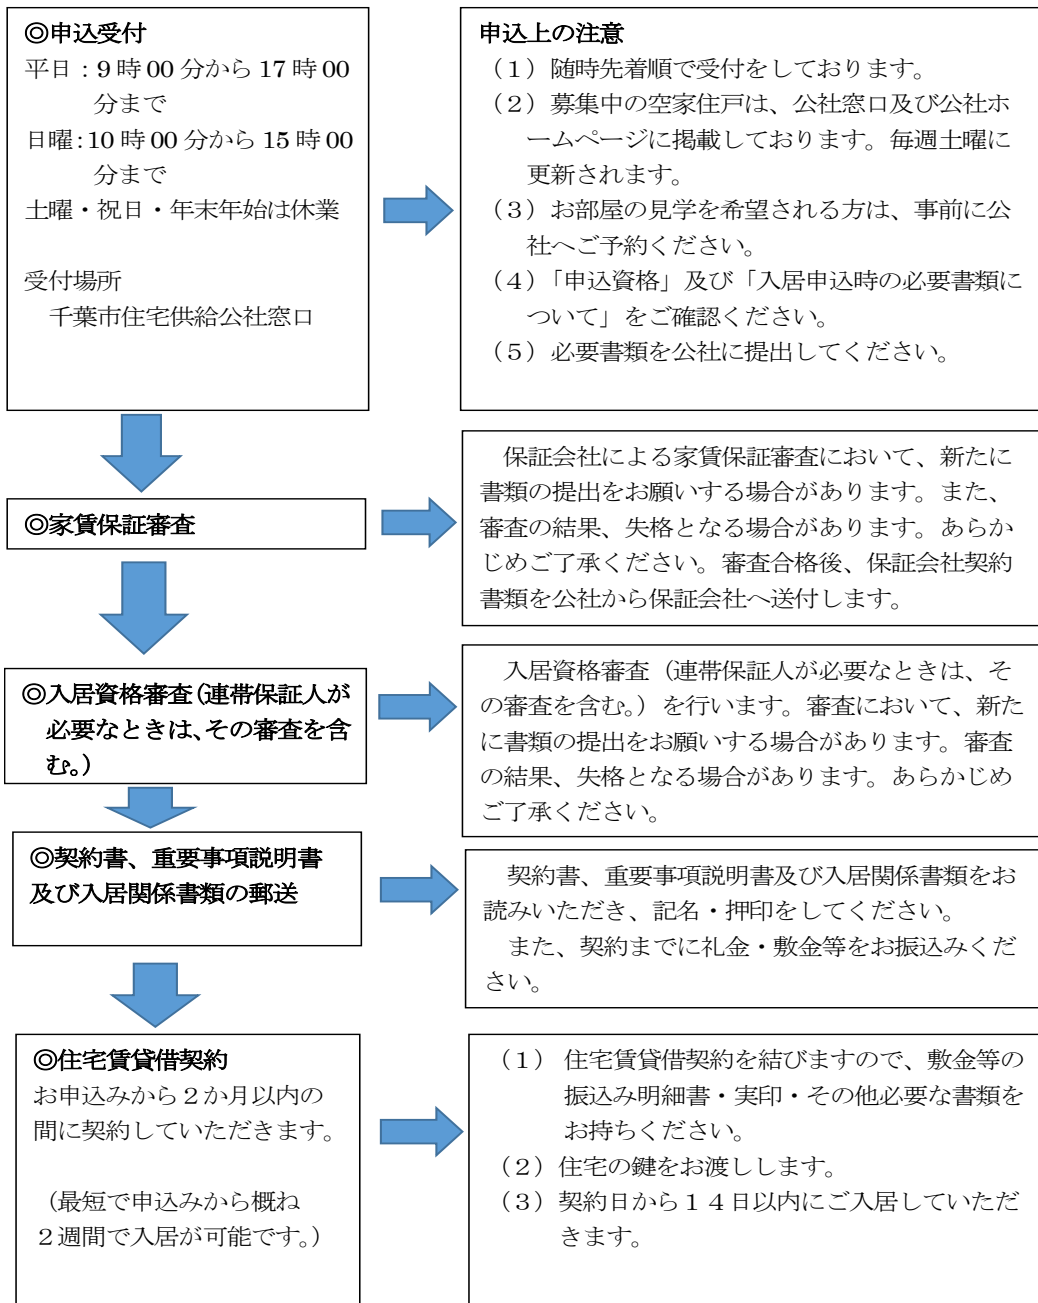 ◎申込受付
平日：9時00分から17時00
分まで
日曜：10時00分から15時00
分まで
土曜・祝日・年末年始は休業
受付場所
千葉市住宅供給公社窓口
申込上の注意
（１）随時先着順で受付をしております。
（２）募集中の空家住戸は、公社窓口及び公社ホ
ームページに掲載しております。毎週土曜に
更新されます。
（３）お部屋の見学を希望される方は、事前に公
社へご予約ください。
（４）「申込資格」及び「入居申込時の必要書類に
ついて」をご確認ください。
（５）必要書類を公社に提出してください。
◎家賃保証審査
保証会社による家賃保証審査において、新たに
書類の提出をお願いする場合があります。また、
審査の結果、失格となる場合があります。あらか
じめご了承ください。審査合格後、保証会社契約
書類を公社から保証会社へ送付します。
◎入居資格審査（連帯保証人が
必要なときは、その審査を含
む。）
入居資格審査（連帯保証人が必要なときは、そ
の審査を含む。）を行います。審査において、新た
に書類の提出をお願いする場合があります。審査
の結果、失格となる場合があります。あらかじめ
ご了承ください。
◎契約書、重要事項説明書
及び入居関係書類の郵送
契約書、重要事項説明書及び入居関係書類をお
読みいただき、記名・押印をしてください。
また、契約までに礼金・敷金等をお振込みくだ
さい。
◎住宅賃貸借契約
お申込みから２か月以内の
間に契約していただきます。
（最短で申込みから概ね
２週間で入居が可能です。）
（１） 住宅賃貸借契約を結びますので、敷金等の
振込み明細書・実印・その他必要な書類を
お持ちください。
（２）住宅の鍵をお渡しします。
（３）契約日から１４日以内にご入居していただ
きます。